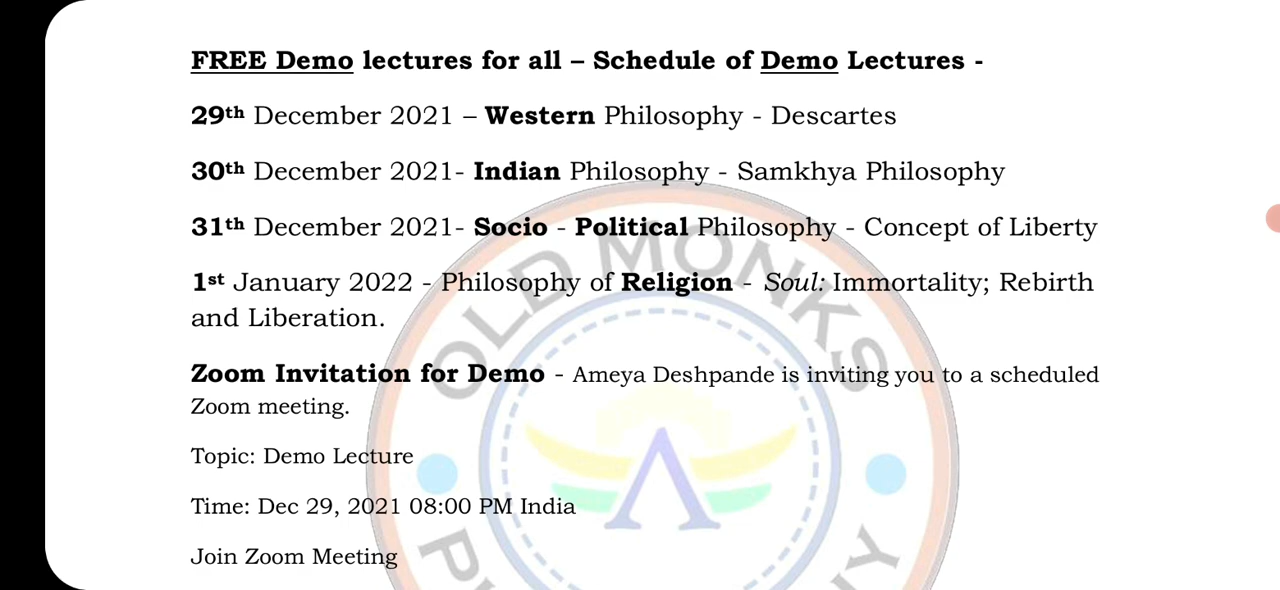 FREE Demo lectures for all – Schedule of Demo Lectures -
29th December 2021 – Western Philosophy - Descartes
30th December 2021- Indian Philosophy - Samkhya Philosophy
31th December 2021- Socio - Political Philosophy - Concept of Liberty
1st January 2022 - Philosophy of Religion - Soul: Immortality; Rebirth
and Liberation.
Zoom Invitation for Demo - Ameya Deshpande is inviting you to a scheduled
Zoom meeting.
Topic: Demo Lecture
Time: Dec 29, 2021 08:00 PM India
Join Zoom Meeting
OLD MONKS